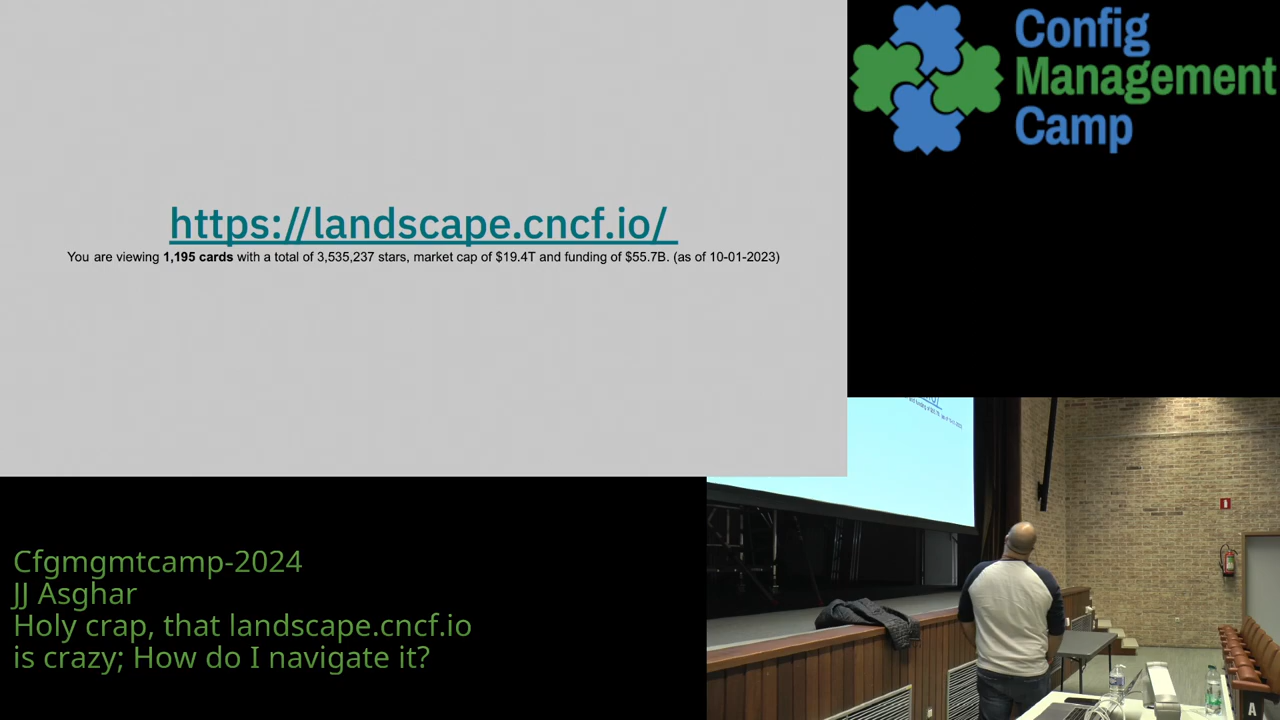 https://landscape.cncf.io/
You are viewing 1,195 cards with a total of 3,535,237 stars, market cap of $19.4T and funding of $55.7B. (as of 10-01-2023)
Config
Management
Camp
Cfgmgmtcamp-2024
JJ Asghar
Holy crap, that landscape.cncf.io
is crazy; How do I navigate it?
A